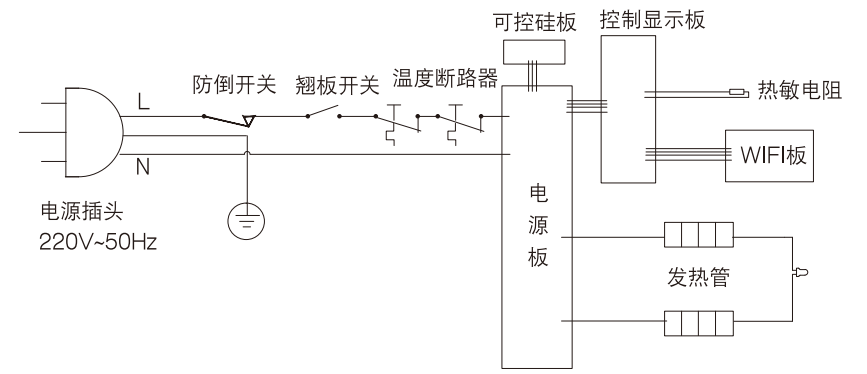 可控硅板
控制显示板
防倒开关
翘板开关
温度断路器
热敏电阻
L
WIFI板
N
电源板
电源插头
220V~50Hz
发热管